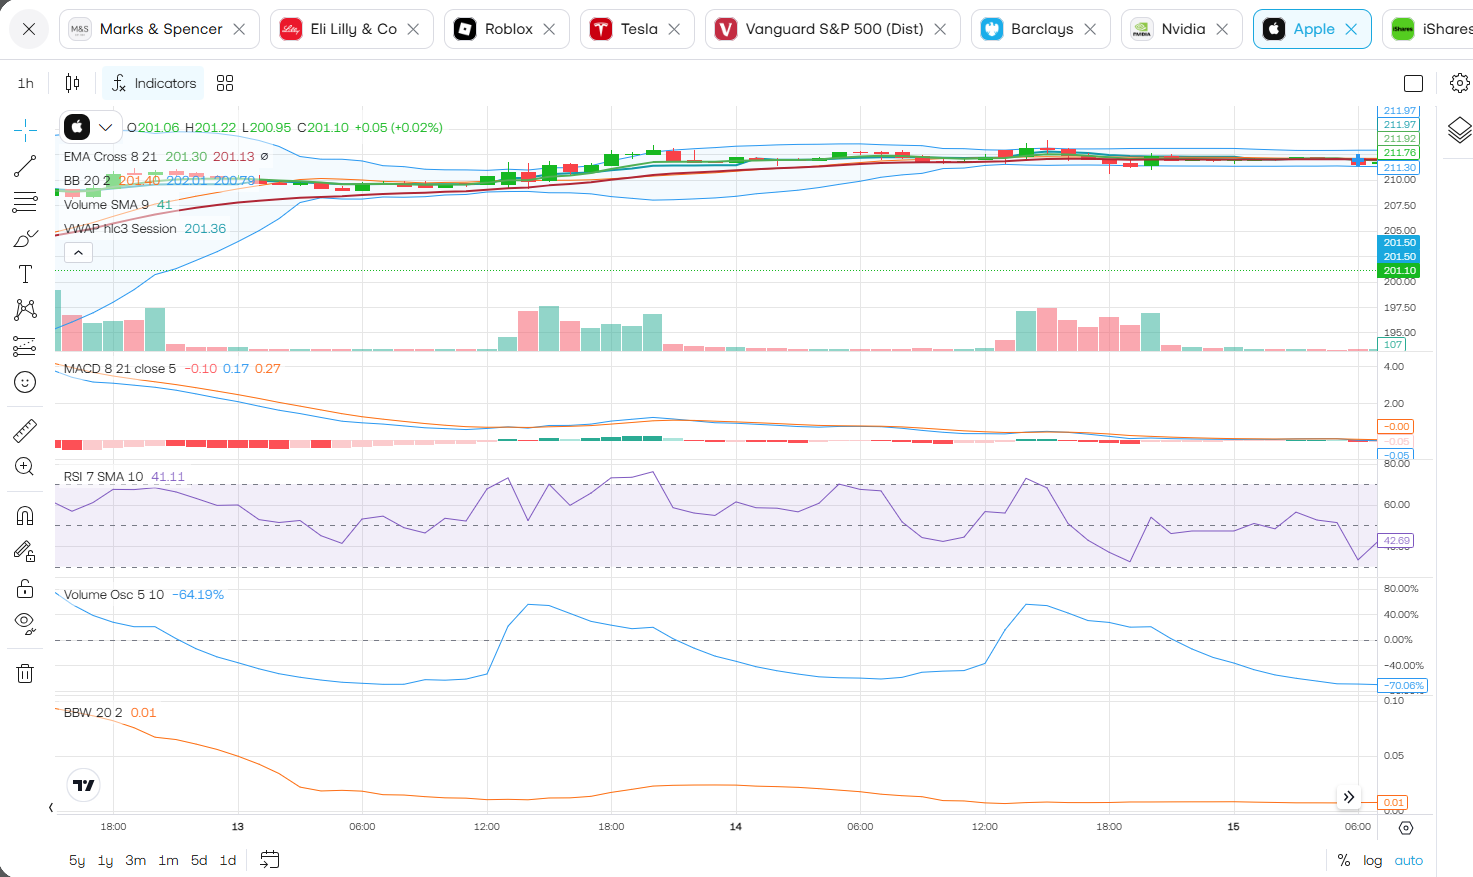 M&S Marks & Spencer Lilly Eli Lilly & Co Roblox Tesla Vanguard S&P 500 (Dist) Barclays NVIDIA Nvidia Apple iShares iShares
1h Indicators
O201.06 H201.22 L200.95 C201.10 +0.05 (+0.02%)
EMA Cross 8 21 201.30 201.13 ∅
BB 20 2 201.40 202.01 200.79
Volume SMA 9 41
VWAP hlc3 Session 201.36
211.97
211.97
211.92
211.76
211.30
210.00
207.50
205.00
201.50
201.50
201.10
200.00
197.50
195.00
107
MACD 8 21 close 5 −0.10 0.17 0.27
4.00
2.00
−0.00
−0.05
−0.05
RSI 7 SMA 10 41.11
80.00
60.00
42.69
40.00
Volume Osc 5 10 −64.19%
80.00%
40.00%
0.00%
−40.00%
−70.06%
BBW 20 2 0.01
0.10
0.05
0.01
0.00
18:00 13 06:00 12:00 18:00 14 06:00 12:00 18:00 15 06:00
5y 1y 3m 1m 5d 1d % log auto